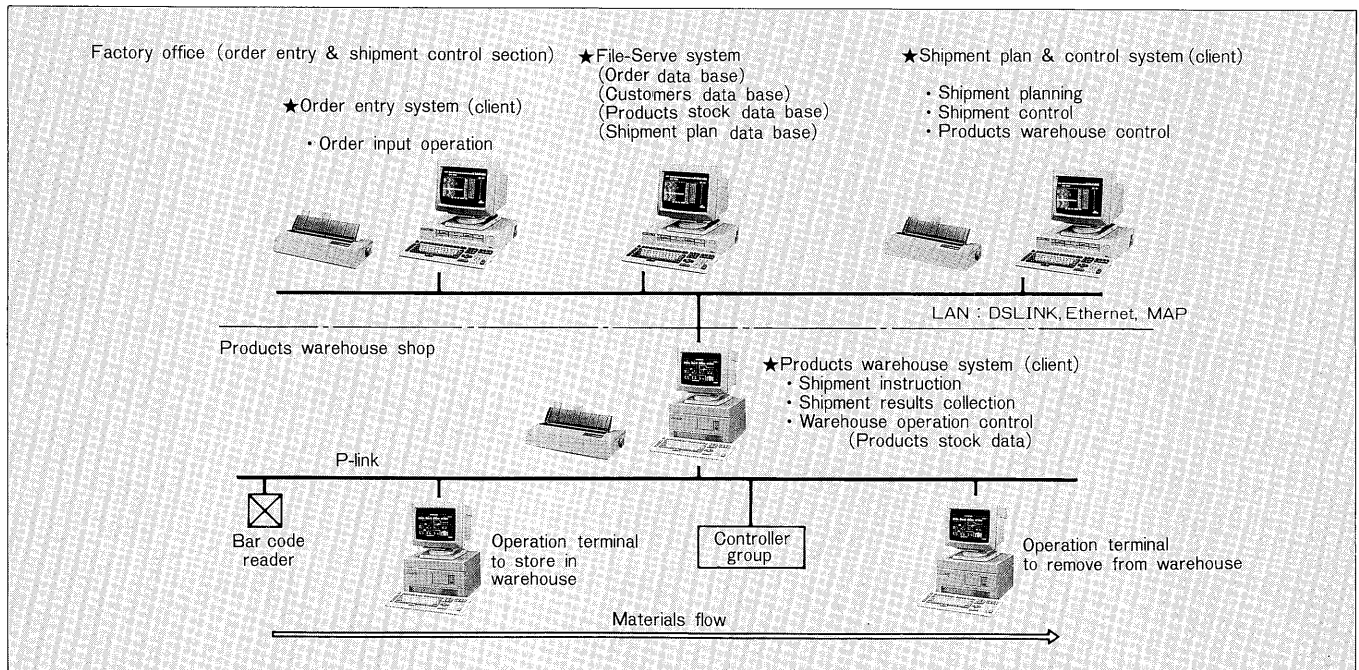 Factory office (order entry & shipment control section)
★Order entry system (client)
・Order input operation
★File-Serve system
(Order data base)
(Customers data base)
(Products stock data base)
(Shipment plan data base)
★Shipment plan & control system (client)
・Shipment planning
・Shipment control
・Products warehouse control
LAN : DSLINK, Ethernet, MAP
Products warehouse shop
★Products warehouse system (client)
・Shipment instruction
・Shipment results collection
・Warehouse operation control
(Products stock data)
P-link
Bar code
reader
Operation terminal
to store in
warehouse
Controller
group
Operation terminal
to remove from warehouse
Materials flow